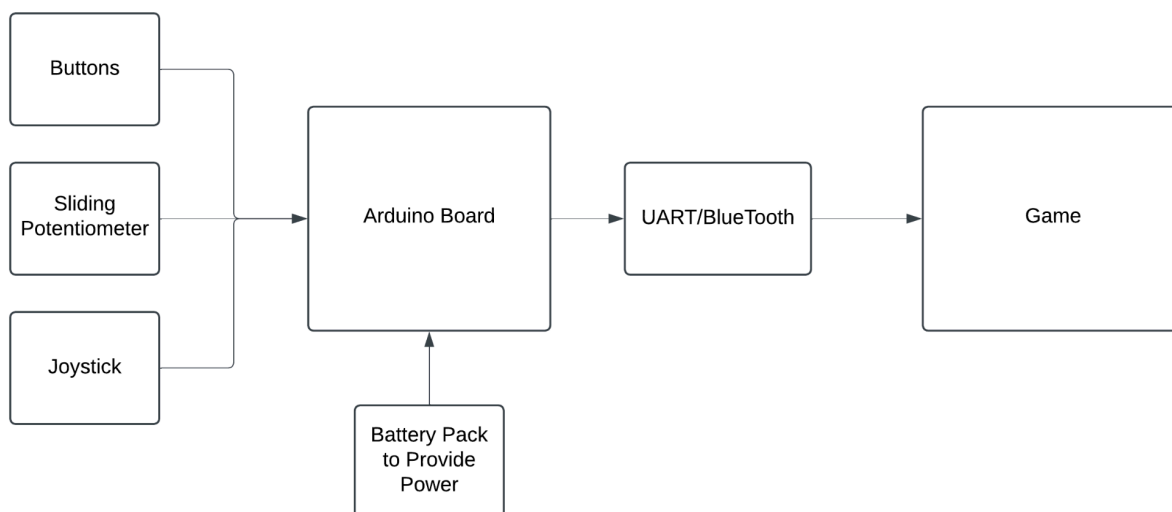 Buttons
Sliding
Potentiometer
Joystick
Arduino Board
Battery Pack
to Provide
Power
UART/BlueTooth
Game